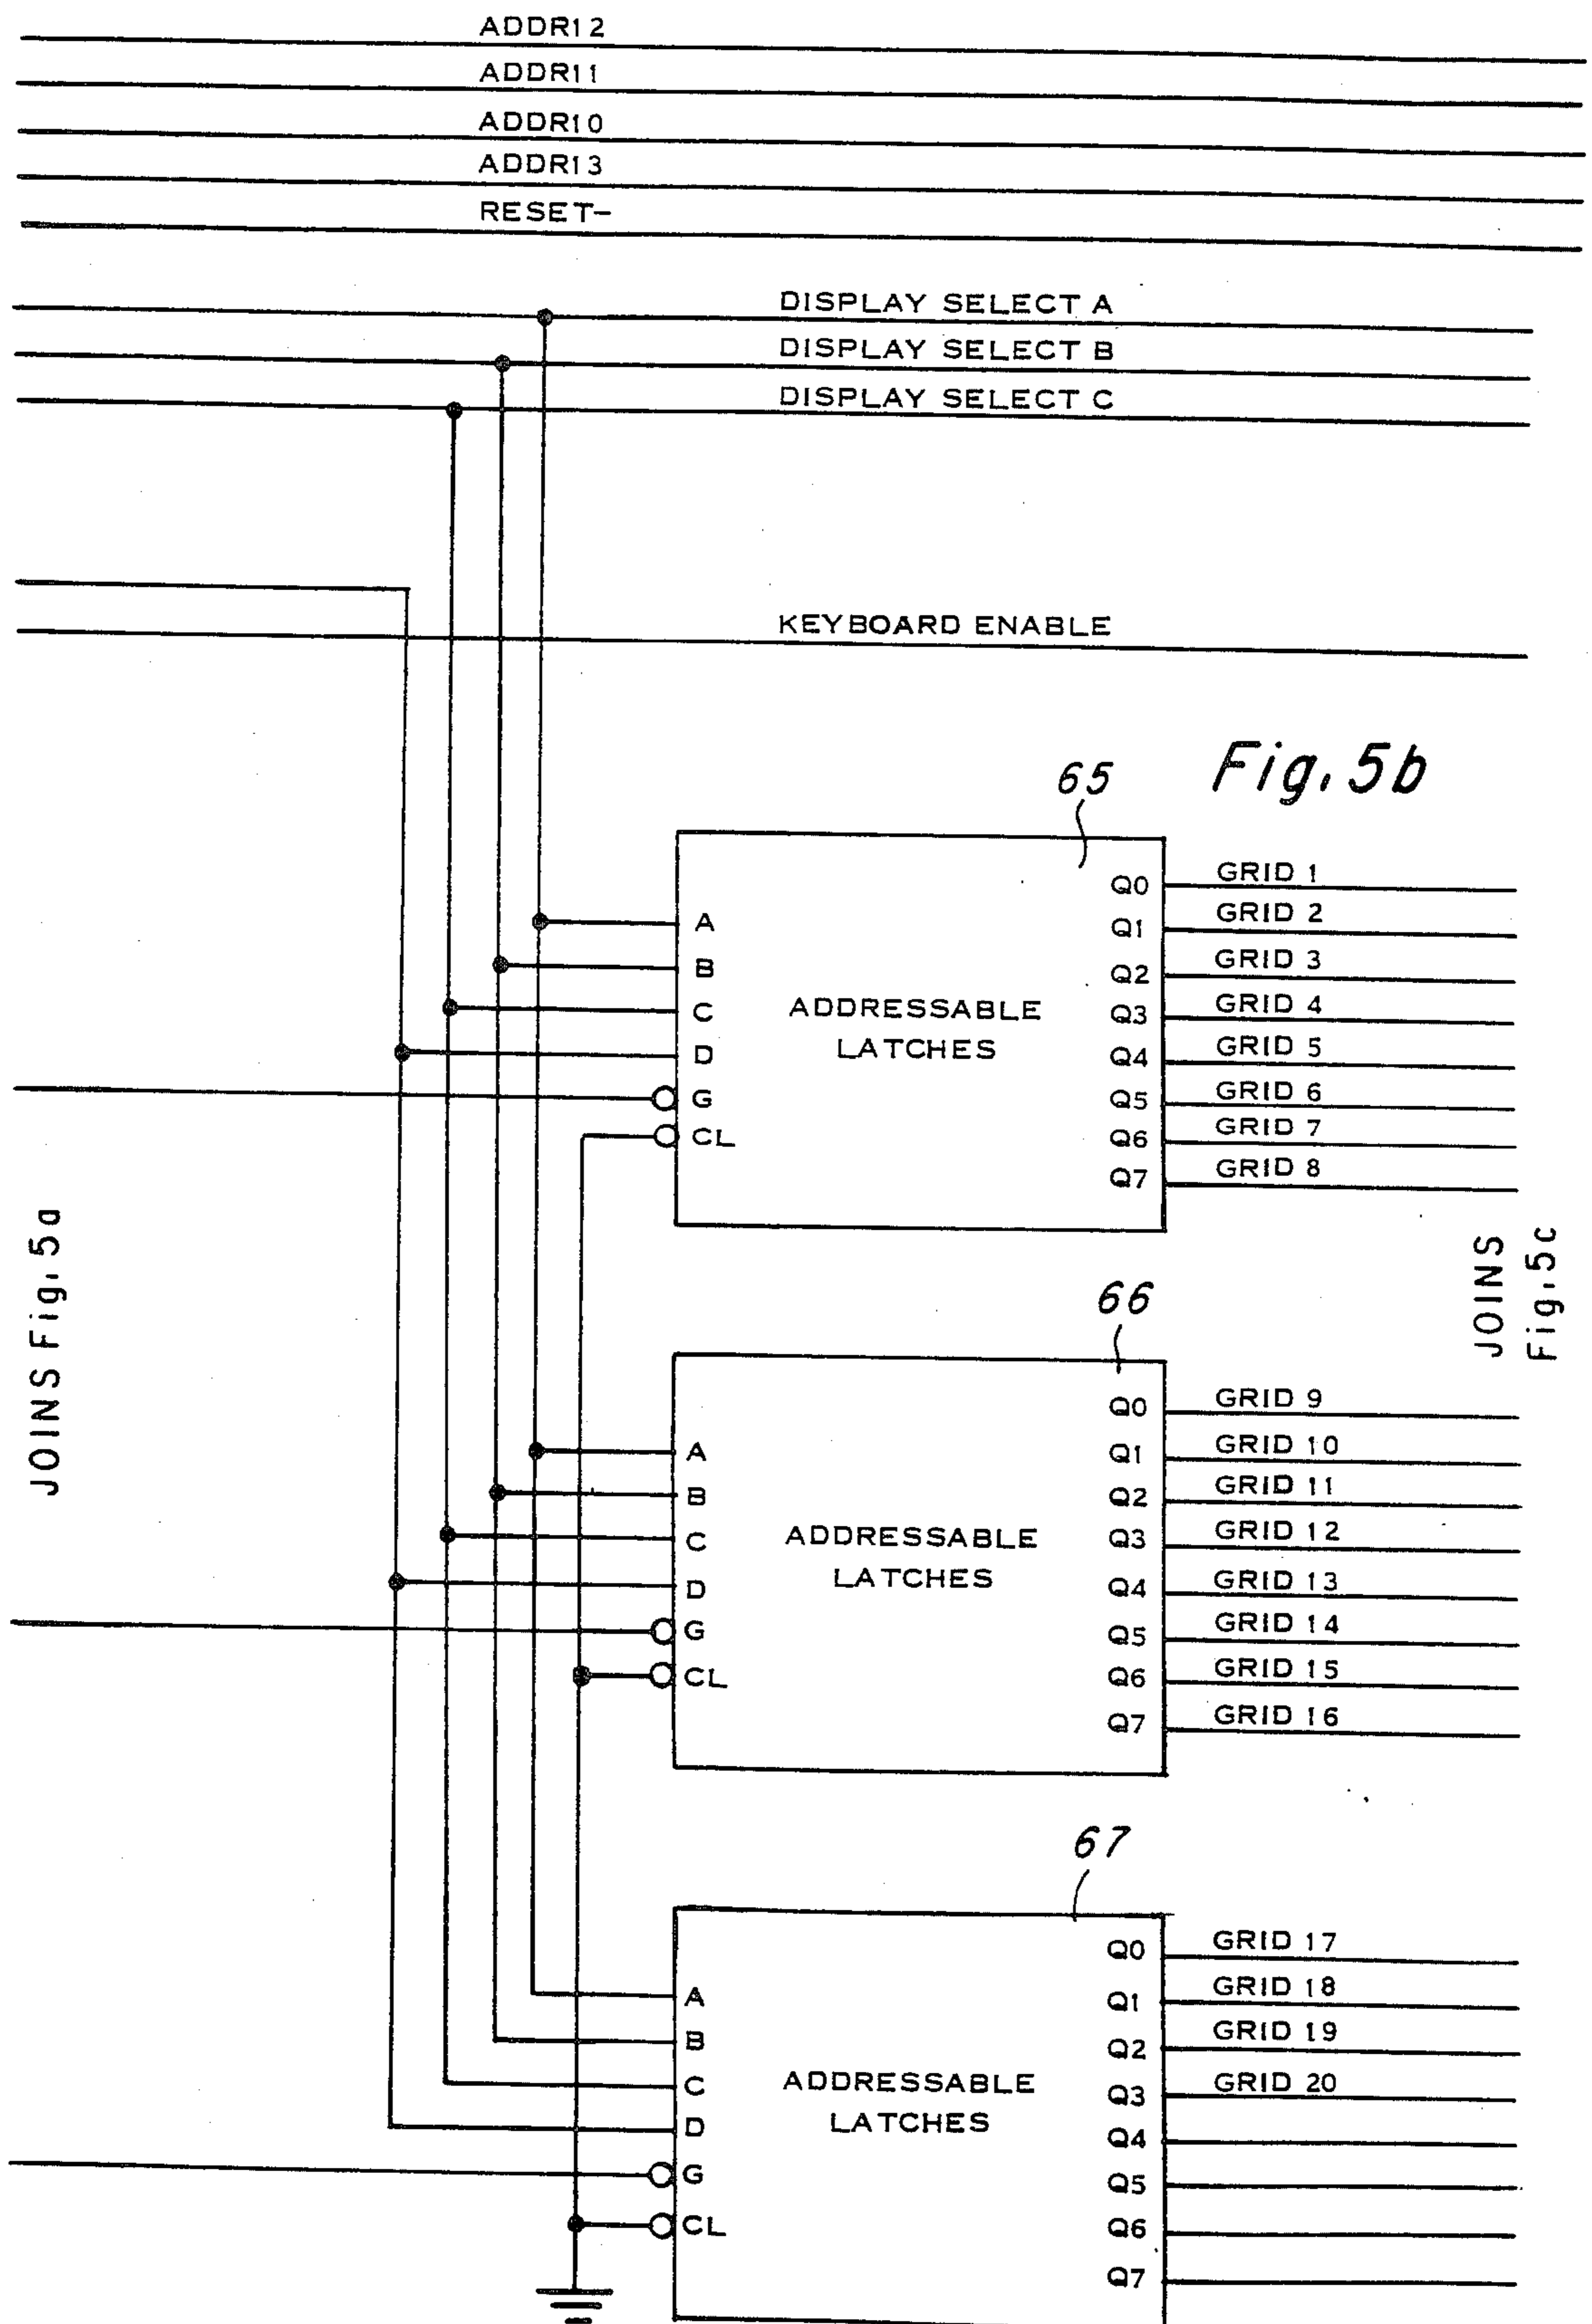 ADDR12
ADDR11
ADDR10
ADDR13
RESET-
DISPLAY SELECT A
DISPLAY SELECT B
DISPLAY SELECT C
KEYBOARD ENABLE
Fig. 5b
65
A
B
C
D
G
CL
ADDRESSABLE
LATCHES
Q0
Q1
Q2
Q3
Q4
Q5
Q6
Q7
GRID 1
GRID 2
GRID 3
GRID 4
GRID 5
GRID 6
GRID 7
GRID 8
JOINS Fig. 5a
JOINS
Fig. 5c
66
A
B
C
D
G
CL
ADDRESSABLE
LATCHES
Q0
Q1
Q2
Q3
Q4
Q5
Q6
Q7
GRID 9
GRID 10
GRID 11
GRID 12
GRID 13
GRID 14
GRID 15
GRID 16
67
A
B
C
D
G
CL
ADDRESSABLE
LATCHES
Q0
Q1
Q2
Q3
Q4
Q5
Q6
Q7
GRID 17
GRID 18
GRID 19
GRID 20